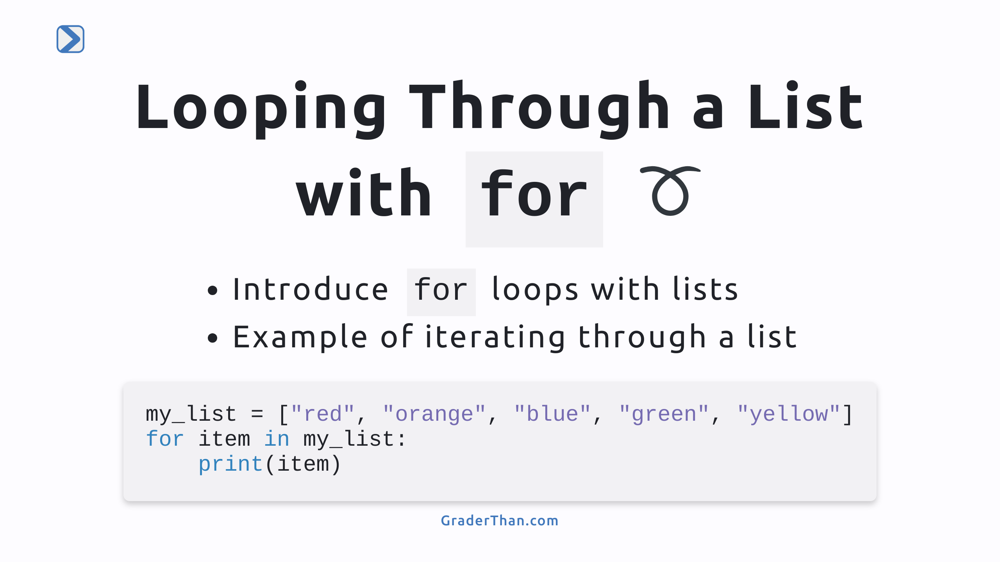 Looping Through a List
with for ➰
• Introduce for loops with lists
• Example of iterating through a list
my_list = ["red", "orange", "blue", "green", "yellow"]
for item in my_list:
    print(item)
GraderThan.com